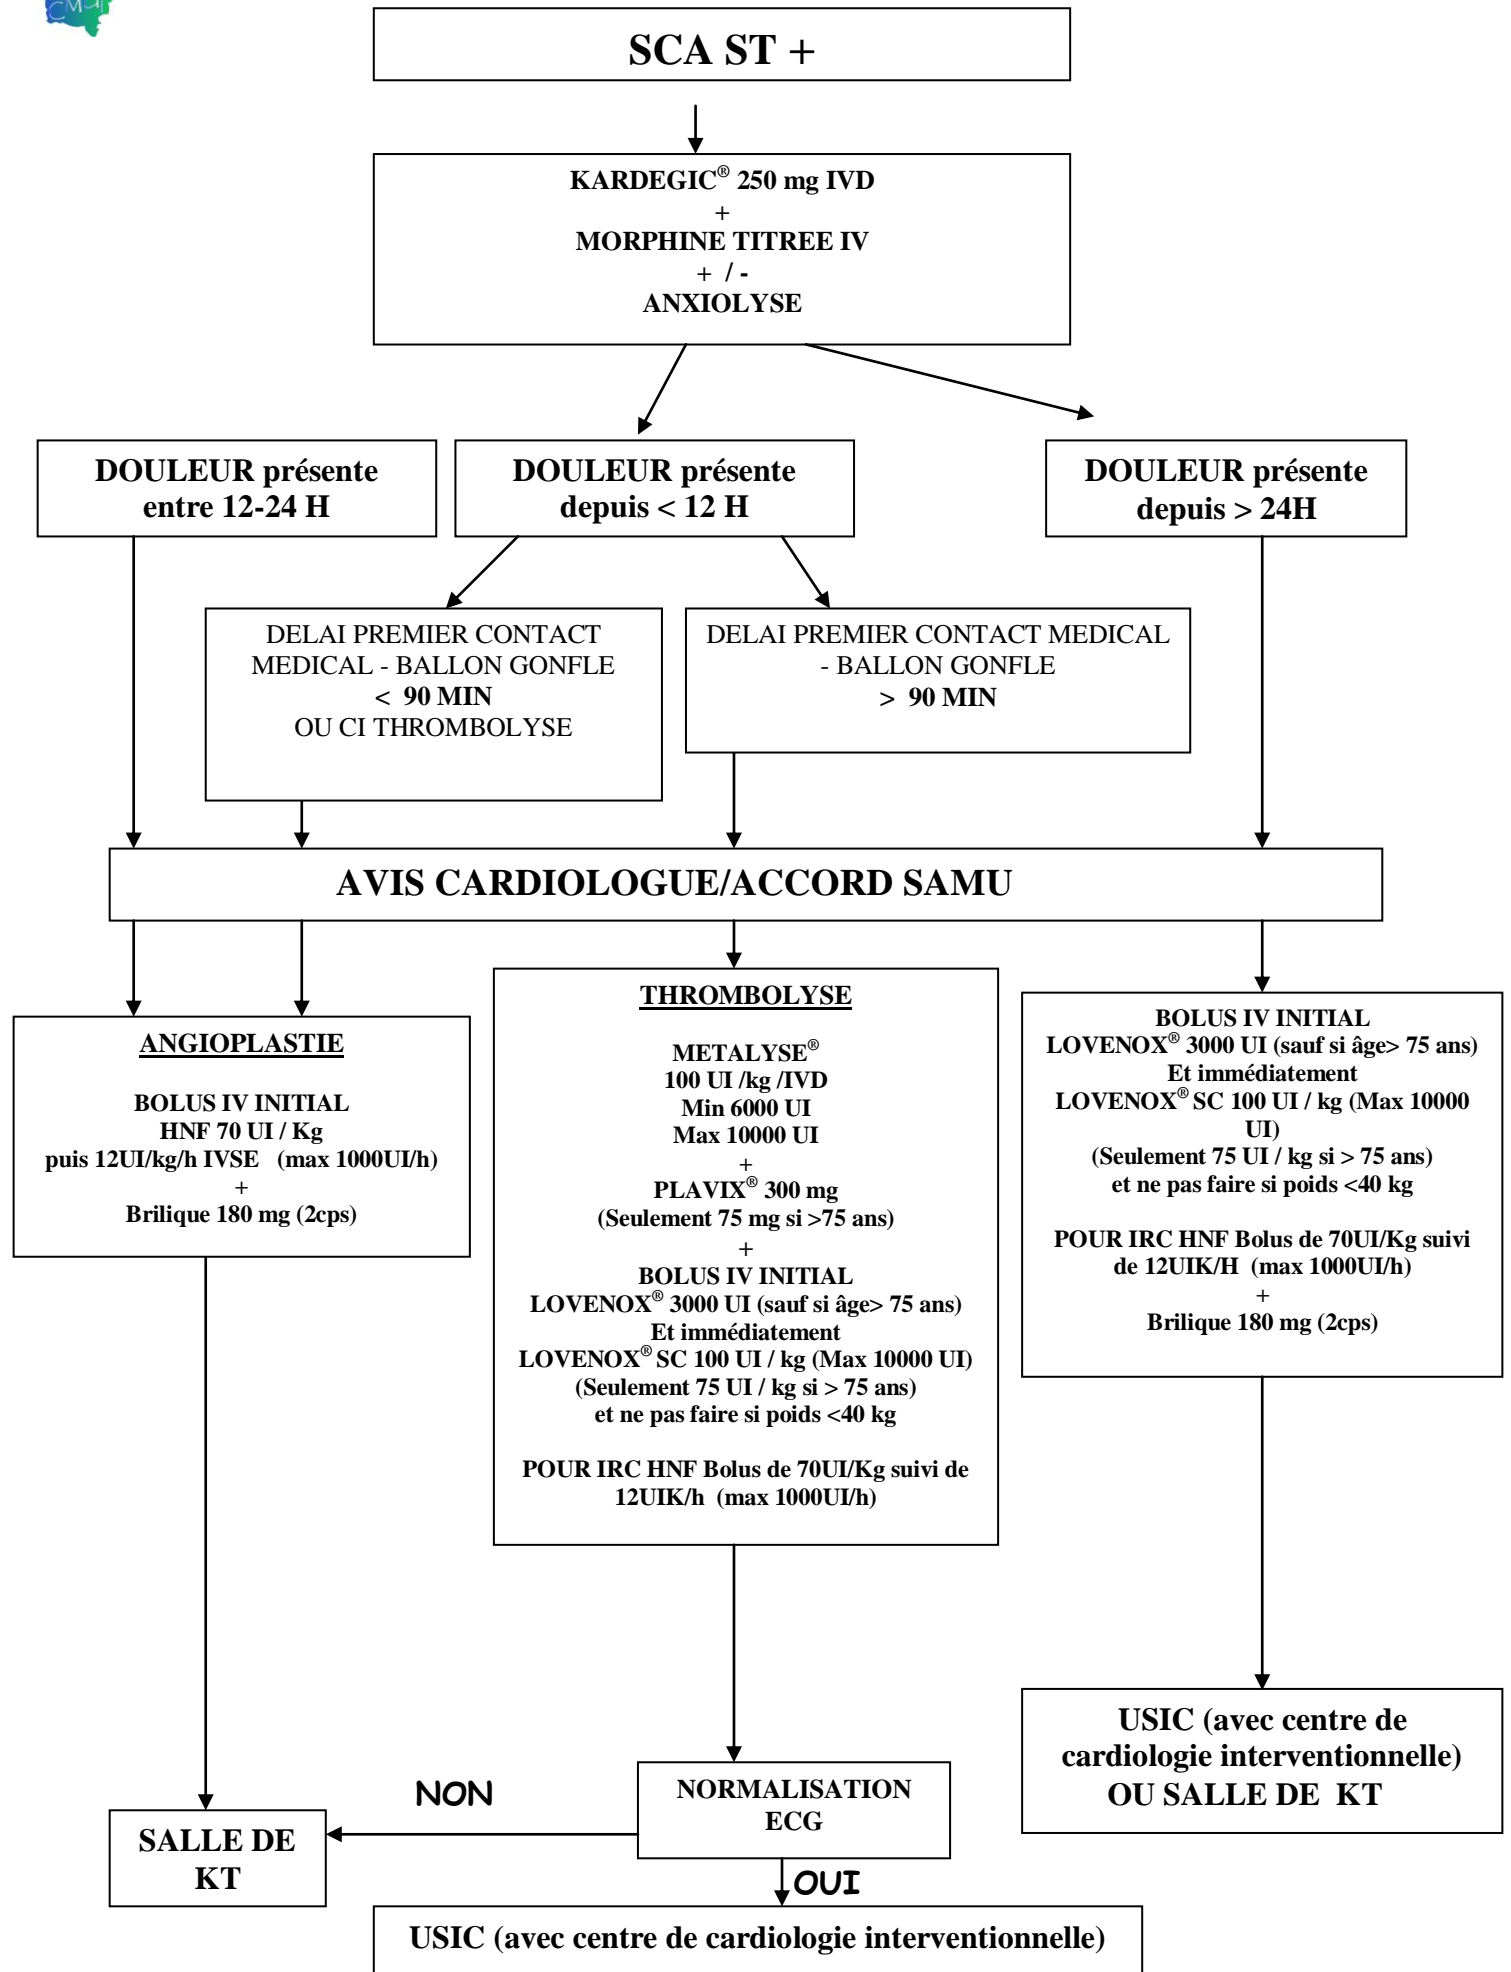 CMUF
SCA ST +
KARDEGIC® 250 mg IVD
+
MORPHINE TITREE IV
+ / -
ANXIOLYSE
DOULEUR présente
entre 12-24 H
DOULEUR présente
depuis < 12 H
DOULEUR présente
depuis > 24H
DELAI PREMIER CONTACT
MEDICAL - BALLON GONFLE
< 90 MIN
OU CI THROMBOLYSE
DELAI PREMIER CONTACT MEDICAL
- BALLON GONFLE
> 90 MIN
AVIS CARDIOLOGUE/ACCORD SAMU
ANGIOPLASTIE
BOLUS IV INITIAL
HNF 70 UI / Kg
puis 12UI/kg/h IVSE (max 1000UI/h)
+
Brilique 180 mg (2cps)
THROMBOLYSE
METALYSE®
100 UI /kg /IVD
Min 6000 UI
Max 10000 UI
+
PLAVIX® 300 mg
(Seulement 75 mg si >75 ans)
+
BOLUS IV INITIAL
LOVENOX® 3000 UI (sauf si âge> 75 ans)
Et immédiatement
LOVENOX® SC 100 UI / kg (Max 10000 UI)
(Seulement 75 UI / kg si > 75 ans)
et ne pas faire si poids <40 kg
POUR IRC HNF Bolus de 70UI/Kg suivi de
12UIK/h (max 1000UI/h)
BOLUS IV INITIAL
LOVENOX® 3000 UI (sauf si âge> 75 ans)
Et immédiatement
LOVENOX® SC 100 UI / kg (Max 10000
UI)
(Seulement 75 UI / kg si > 75 ans)
et ne pas faire si poids <40 kg
POUR IRC HNF Bolus de 70UI/Kg suivi
de 12UIK/H (max 1000UI/h)
+
Brilique 180 mg (2cps)
USIC (avec centre de
cardiologie interventionnelle)
OU SALLE DE KT
NORMALISATION
ECG
NON
SALLE DE
KT
OUI
USIC (avec centre de cardiologie interventionnelle)